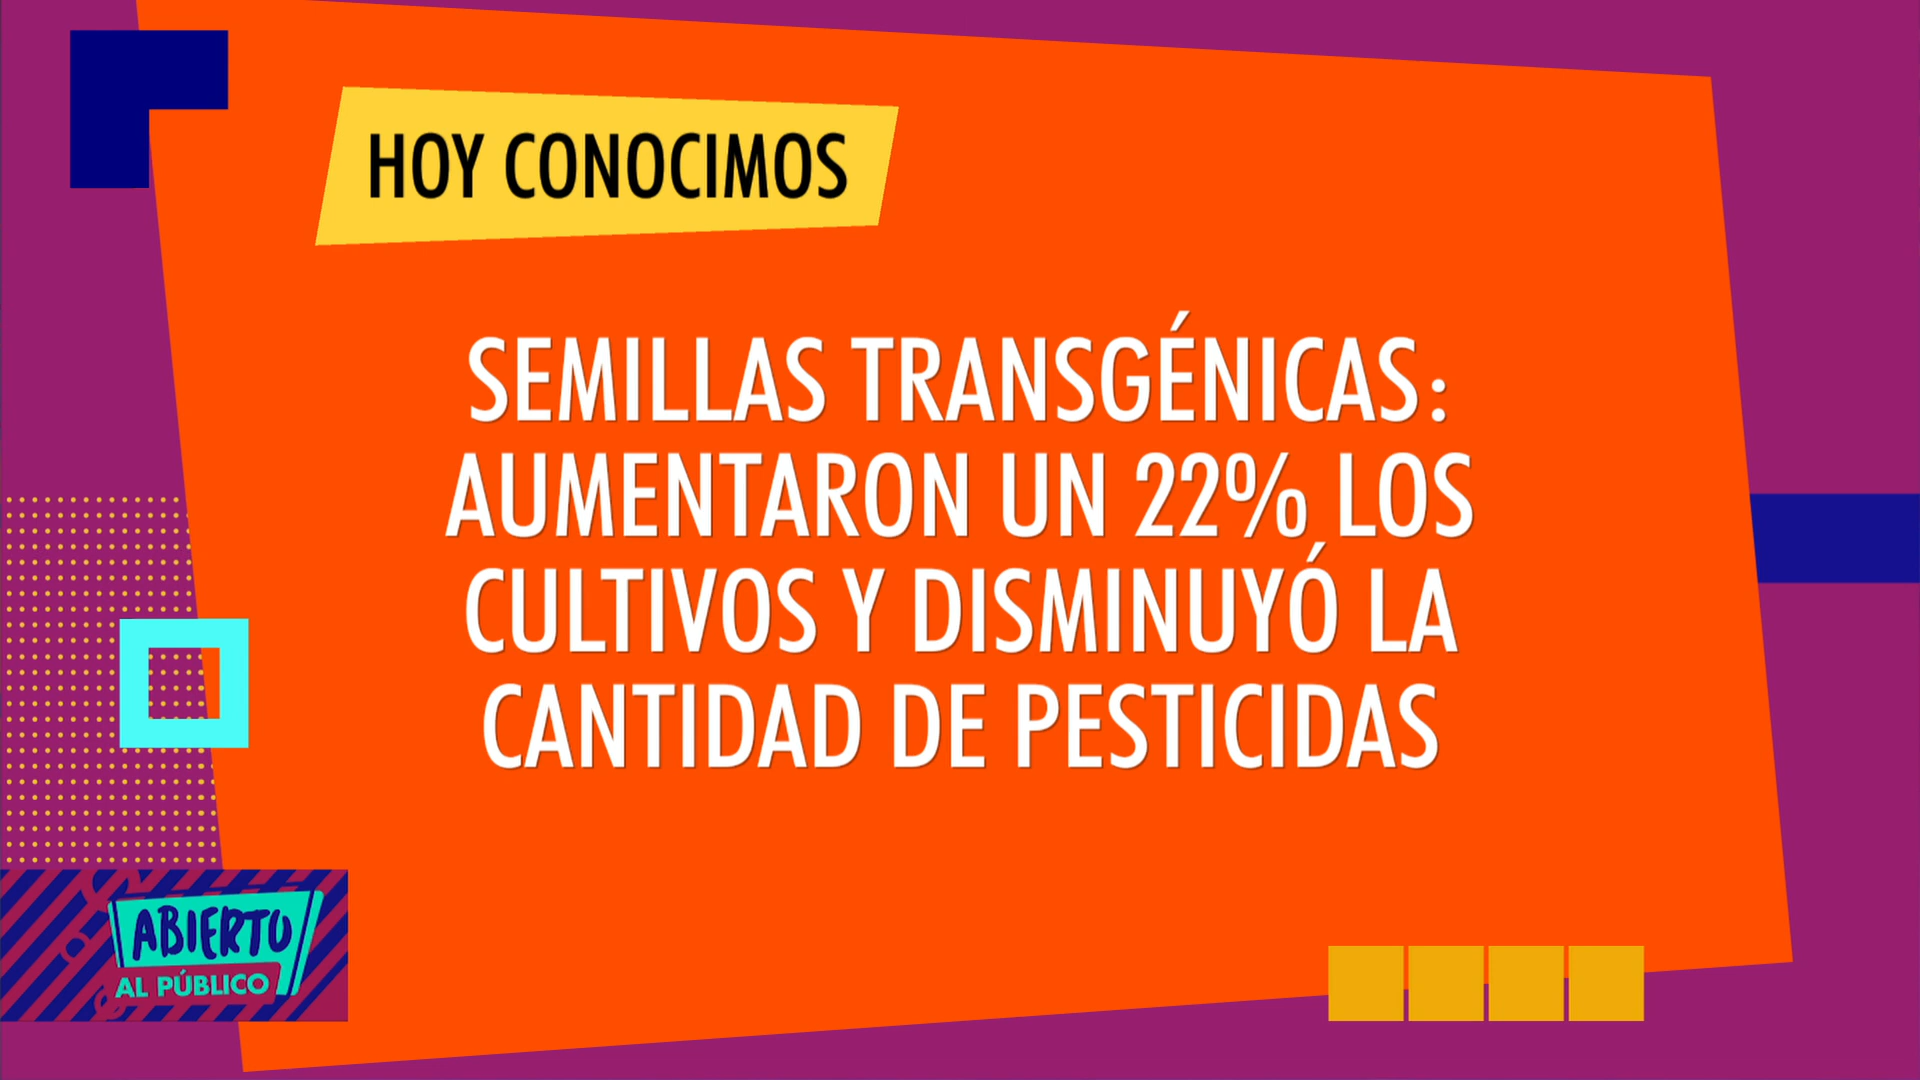 HOY CONOCIMOS
SEMILLAS TRANSGÉNICAS:
AUMENTARON UN 22% LOS
CULTIVOS Y DISMINUYÓ LA
CANTIDAD DE PESTICIDAS
ABIERTO
AL PÚBLICO